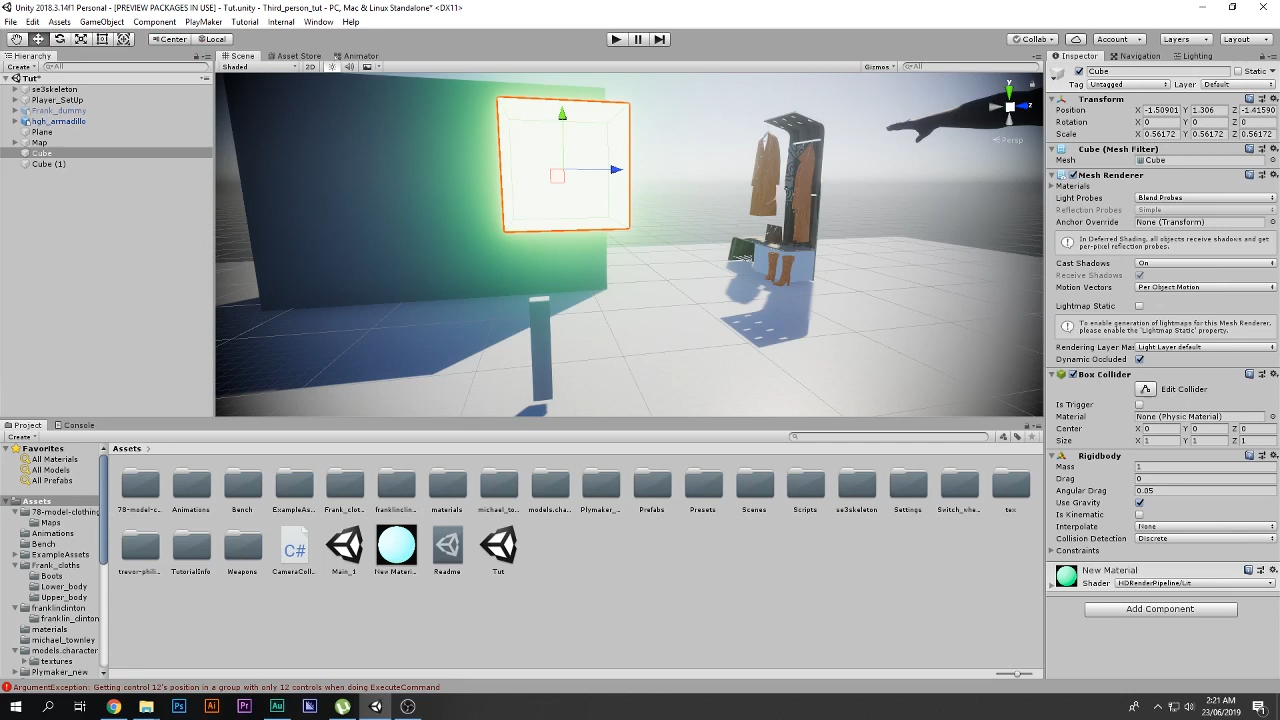 Unity 2018.3.14f1 Personal - [PREVIEW PACKAGES IN USE] - Tut.unity - Third_person_tut - PC, Mac & Linux Standalone* <DX11>
File Edit Assets GameObject Component PlayMaker Tutorial Internal Window Help
Center Local Collab Account Layers Layout
Hierarchy Scene Asset Store Animator Inspector Navigation Lighting
Create All Shaded 2D Gizmos All
Cube Static
Tut*
Tag Untagged Layer Default
se3skeleton
Player_SetUp
Frank_dummy
hgh_armadillo
Plane
Map
Cube
Cube (1)
y
z
Persp
Transform
Position X -1.50901 Y 1.306 Z -1.4150
Rotation X 0 Y 0 Z 0
Scale X 0.56172 Y 0.56172 Z 0.56172
Cube (Mesh Filter)
Mesh Cube
Mesh Renderer
Materials
Light Probes Blend Probes
Reflection Probes Simple
Anchor Override None (Transform)
In Deferred Shading, all objects receive shadows and get
per-pixel reflection probes.
Cast Shadows On
Receive Shadows
Motion Vectors Per Object Motion
Lightmap Static
To enable generation of lightmaps for this Mesh Renderer,
please enable the 'Lightmap Static' property.
Rendering Layer Mas Light Layer default
Dynamic Occluded
Box Collider
Edit Collider
Is Trigger
Material None (Physic Material)
Center X 0 Y 0 Z 0
Size X 1 Y 1 Z 1
Rigidbody
Mass 1
Drag 0
Angular Drag 0.05
Use Gravity
Is Kinematic
Interpolate None
Collision Detection Discrete
Constraints
New Material
Shader HDRenderPipeline/Lit
Add Component
Project Console
Create
Favorites
All Materials
All Models
All Prefabs
Assets
78-model-clothing
Maps
Animations
Bench
ExampleAssets
Frank_cloths
Boots
Lower_body
Upper_body
franklinclinton
franklin_clinton
materials
michael_townley
models.character
textures
Plymaker_new
Assets
78-model-c... Animations Bench ExampleAs... Frank_clot... franklinclin... materials michael_to... models.cha... Plymaker_... Prefabs Presets Scenes Scripts se3skeleton Settings Switch_whe... tex
trevor-phili... TutorialInfo Weapons CameraColl... Main_1 New Materi... Readme Tut
C#
ArgumentException: Getting control 12's position in a group with only 12 controls when doing ExecuteCommand
Ps Ai Pr Au
2:21 AM
23/06/2019
1